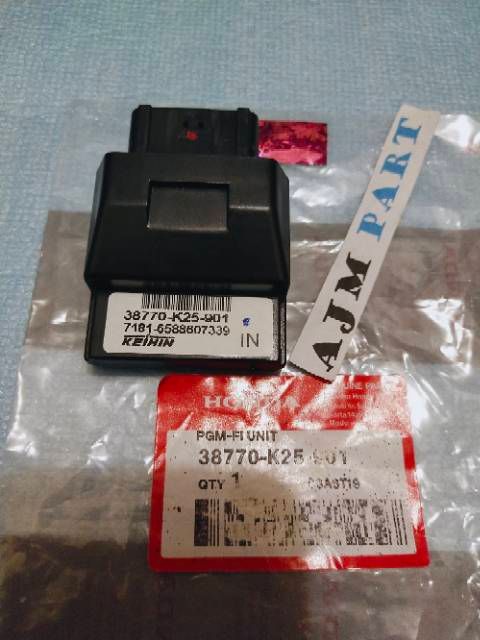 38770-K25-901
7181-6588607339
KEIHIN
IN
AJM PART
HONDA
PGM-FI UNIT
38770-K25-901
QTY 1